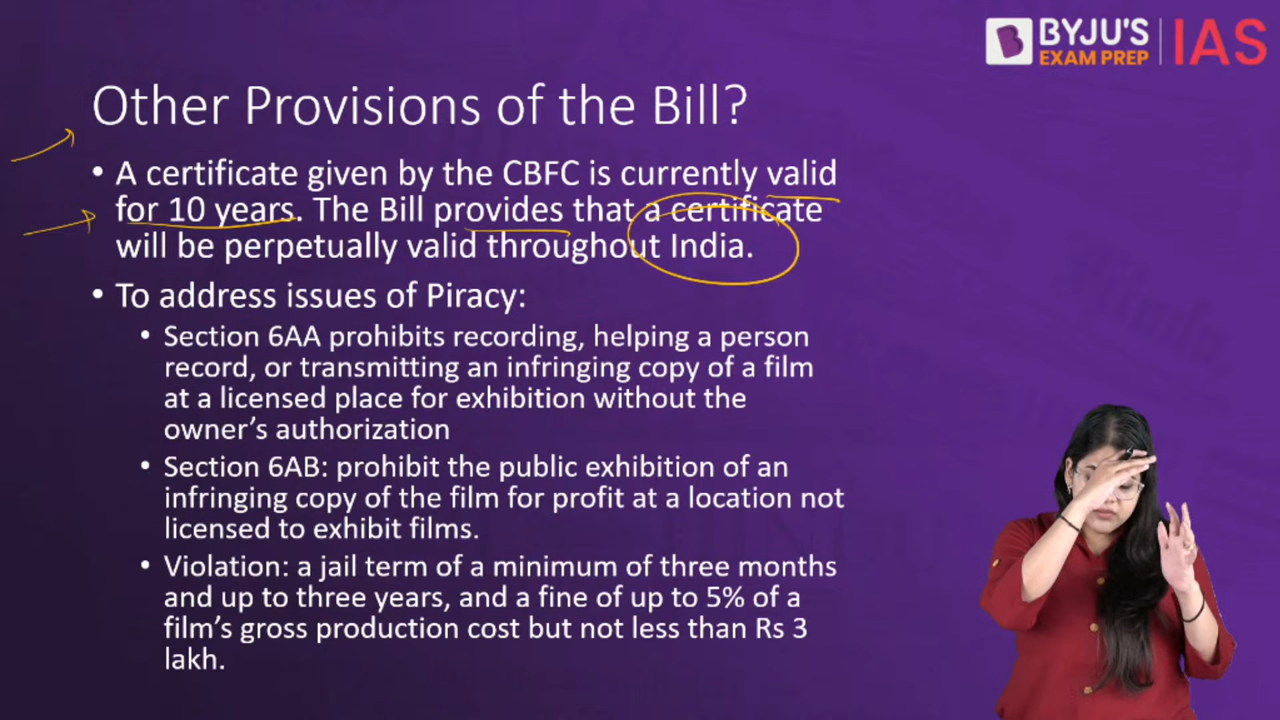 BYJU'S IAS
EXAM PREP
Other Provisions of the Bill?
• A certificate given by the CBFC is currently valid
for 10 years. The Bill provides that a certificate
will be perpetually valid throughout India.
• To address issues of Piracy:
• Section 6AA prohibits recording, helping a person
record, or transmitting an infringing copy of a film
at a licensed place for exhibition without the
owner’s authorization
• Section 6AB: prohibit the public exhibition of an
infringing copy of the film for profit at a location not
licensed to exhibit films.
• Violation: a jail term of a minimum of three months
and up to three years, and a fine of up to 5% of a
film’s gross production cost but not less than Rs 3
lakh.